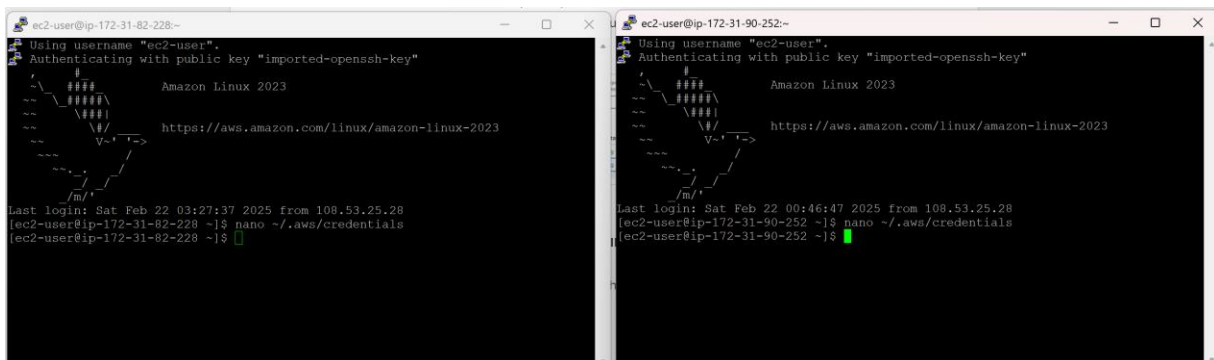 ec2-user@ip-172-31-82-228:~
Using username "ec2-user".
Authenticating with public key "imported-openssh-key"
   ,     #_
   ~\_  ####_        Amazon Linux 2023
  ~~  \_#####\
  ~~     \###|
  ~~       \#/ ___   https://aws.amazon.com/linux/amazon-linux-2023
   ~~       V~' '->
    ~~~         /
      ~~._.   _/
         _/ _/
       _/m/'
Last login: Sat Feb 22 03:27:37 2025 from 108.53.25.28
[ec2-user@ip-172-31-82-228 ~]$ nano ~/.aws/credentials
[ec2-user@ip-172-31-82-228 ~]$
ec2-user@ip-172-31-90-252:~
Using username "ec2-user".
Authenticating with public key "imported-openssh-key"
   ,     #_
   ~\_  ####_        Amazon Linux 2023
  ~~  \_#####\
  ~~     \###|
  ~~       \#/ ___   https://aws.amazon.com/linux/amazon-linux-2023
   ~~       V~' '->
    ~~~         /
      ~~._.   _/
         _/ _/
       _/m/'
Last login: Sat Feb 22 00:46:47 2025 from 108.53.25.28
[ec2-user@ip-172-31-90-252 ~]$ nano ~/.aws/credentials
[ec2-user@ip-172-31-90-252 ~]$